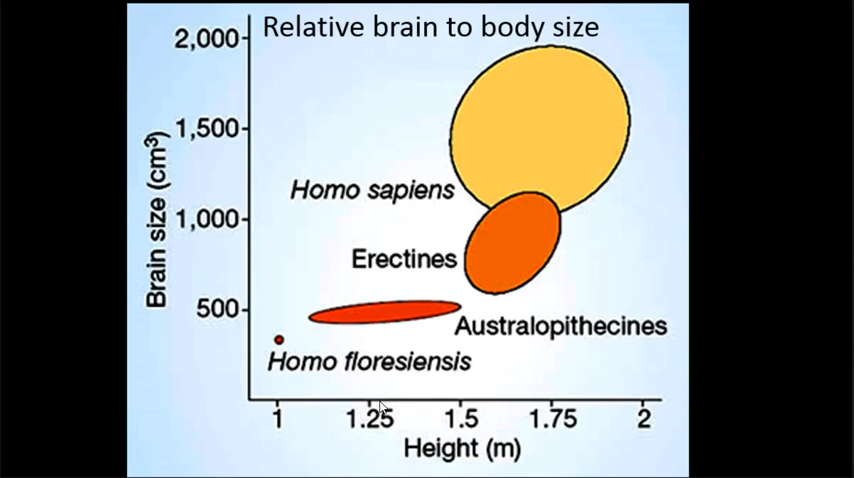 Relative brain to body size
2,000
1,500
1,000
500
Brain size (cm³)
Homo sapiens
Erectines
Australopithecines
Homo floresiensis
1 1.25 1.5 1.75 2
Height (m)